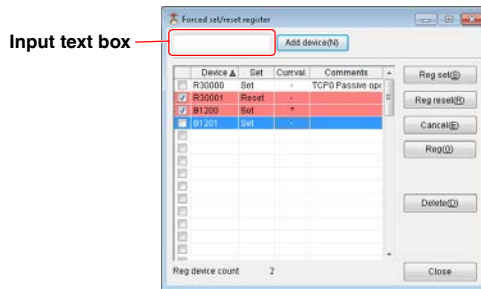 Forced set/reset register
Input text box
Add device(N)
Device Set Currval. Comments
R30000 Set - TCP0 Passive ope
R30001 Reset -
B1200 Set *
B1201 Set -
Reg set(S)
Reg reset(R)
Cancel(E)
Reg(G)
Delete(D)
Reg device count 2
Close